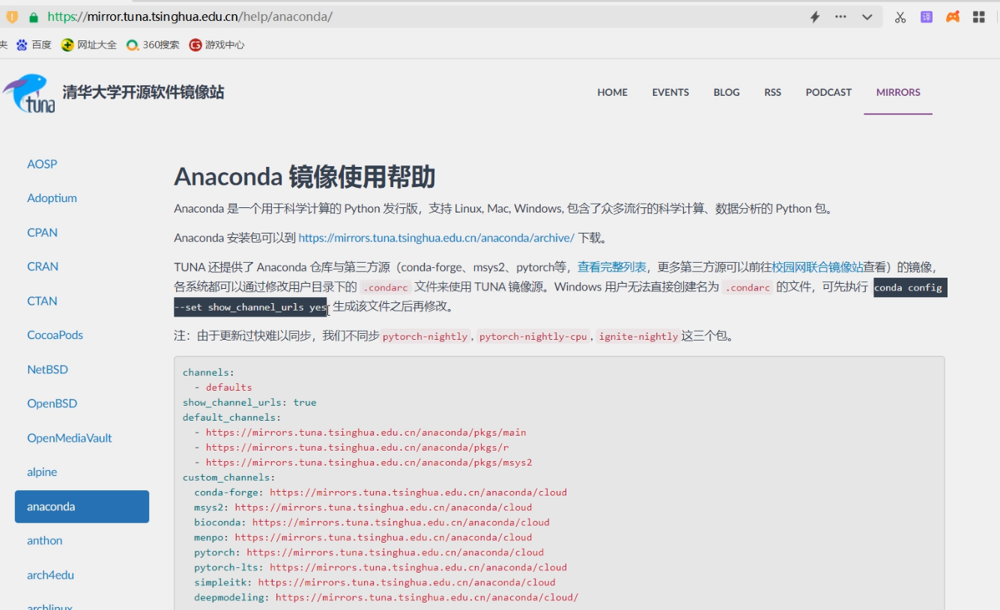 https://mirror.tuna.tsinghua.edu.cn/help/anaconda/
夹 百度 网址大全 360搜索 游戏中心
tuna 清华大学开源软件镜像站
HOME EVENTS BLOG RSS PODCAST MIRRORS
AOSP
Adoptium
CPAN
CRAN
CTAN
CocoaPods
NetBSD
OpenBSD
OpenMediaVault
alpine
anaconda
anthon
arch4edu
archlinux
Anaconda 镜像使用帮助
Anaconda 是一个用于科学计算的 Python 发行版，支持 Linux, Mac, Windows, 包含了众多流行的科学计算、数据分析的 Python 包。
Anaconda 安装包可以到 https://mirrors.tuna.tsinghua.edu.cn/anaconda/archive/ 下载。
TUNA 还提供了 Anaconda 仓库与第三方源（conda-forge、msys2、pytorch等，查看完整列表，更多第三方源可以前往校园网联合镜像站查看）的镜像，
各系统都可以通过修改用户目录下的 .condarc 文件来使用 TUNA 镜像源。Windows 用户无法直接创建名为 .condarc 的文件，可先执行 conda config
--set show_channel_urls yes 生成该文件之后再修改。
注：由于更新过快难以同步，我们不同步pytorch-nightly, pytorch-nightly-cpu, ignite-nightly这三个包。
channels:
  - defaults
show_channel_urls: true
default_channels:
  - https://mirrors.tuna.tsinghua.edu.cn/anaconda/pkgs/main
  - https://mirrors.tuna.tsinghua.edu.cn/anaconda/pkgs/r
  - https://mirrors.tuna.tsinghua.edu.cn/anaconda/pkgs/msys2
custom_channels:
  conda-forge: https://mirrors.tuna.tsinghua.edu.cn/anaconda/cloud
  msys2: https://mirrors.tuna.tsinghua.edu.cn/anaconda/cloud
  bioconda: https://mirrors.tuna.tsinghua.edu.cn/anaconda/cloud
  menpo: https://mirrors.tuna.tsinghua.edu.cn/anaconda/cloud
  pytorch: https://mirrors.tuna.tsinghua.edu.cn/anaconda/cloud
  pytorch-lts: https://mirrors.tuna.tsinghua.edu.cn/anaconda/cloud
  simpleitk: https://mirrors.tuna.tsinghua.edu.cn/anaconda/cloud
  deepmodeling: https://mirrors.tuna.tsinghua.edu.cn/anaconda/cloud/